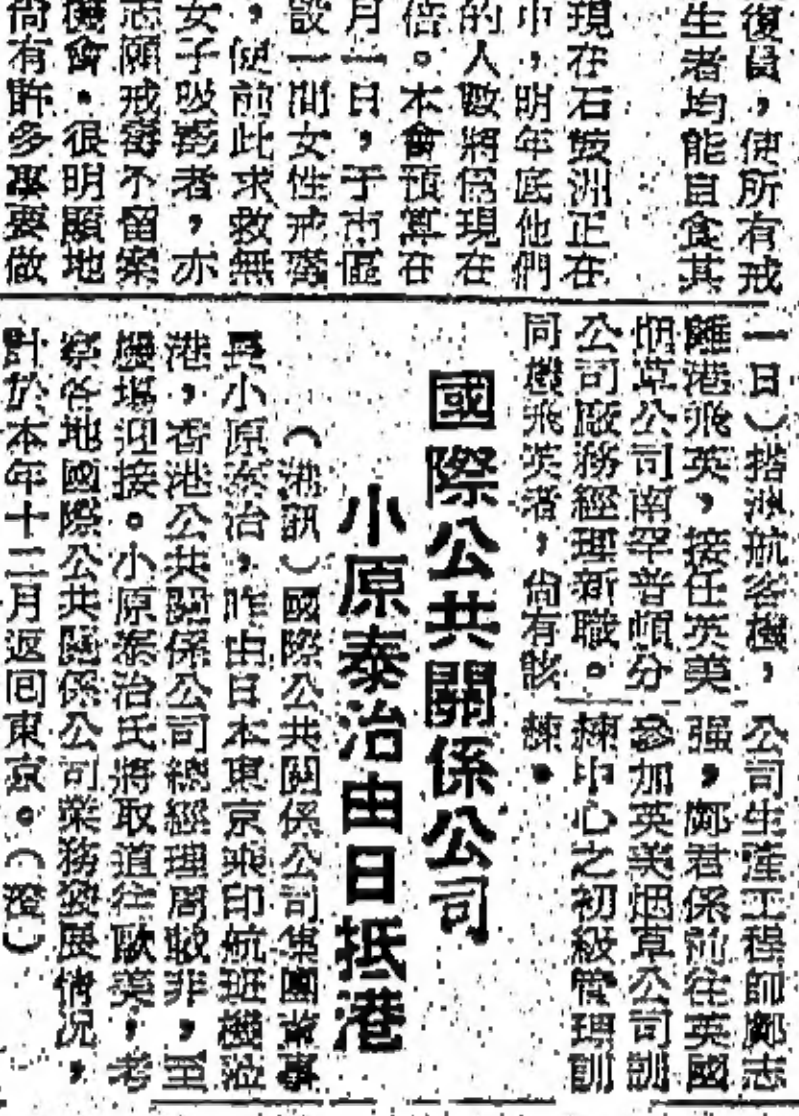 復員，使所有戒
生者均能自食其
現在石鼓洲正在
中，明年底他們
的人數將爲現在
倍。本會預算在
月一日，于市區
設一間女性戒毒
，使前此求救無
女子吸毒者，亦
志願戒毒不留案
機會。很明顯地
尙有許多事要做
一日）搭洲航客機，
離港飛英，接任英美
烟草公司南罕普頓分
公司廠務經理新職。
同機飛英者，尙有該
公司生產工程師鄺志
强，鄺君係前往英國
參加英美烟草公司訓
練中心之初級管理訓
練。
國際公共關係公司
小原泰治由日抵港
（港訊）國際公共關係公司集團董事
長小原泰治，昨由日本東京乘印航班機蒞
港，香港公共關係公司總經理周融非，至
機場迎接。小原泰治氏將取道往歐美，考
察各地國際公共關係公司業務發展情況，
計於本年十二月返回東京。（澄）